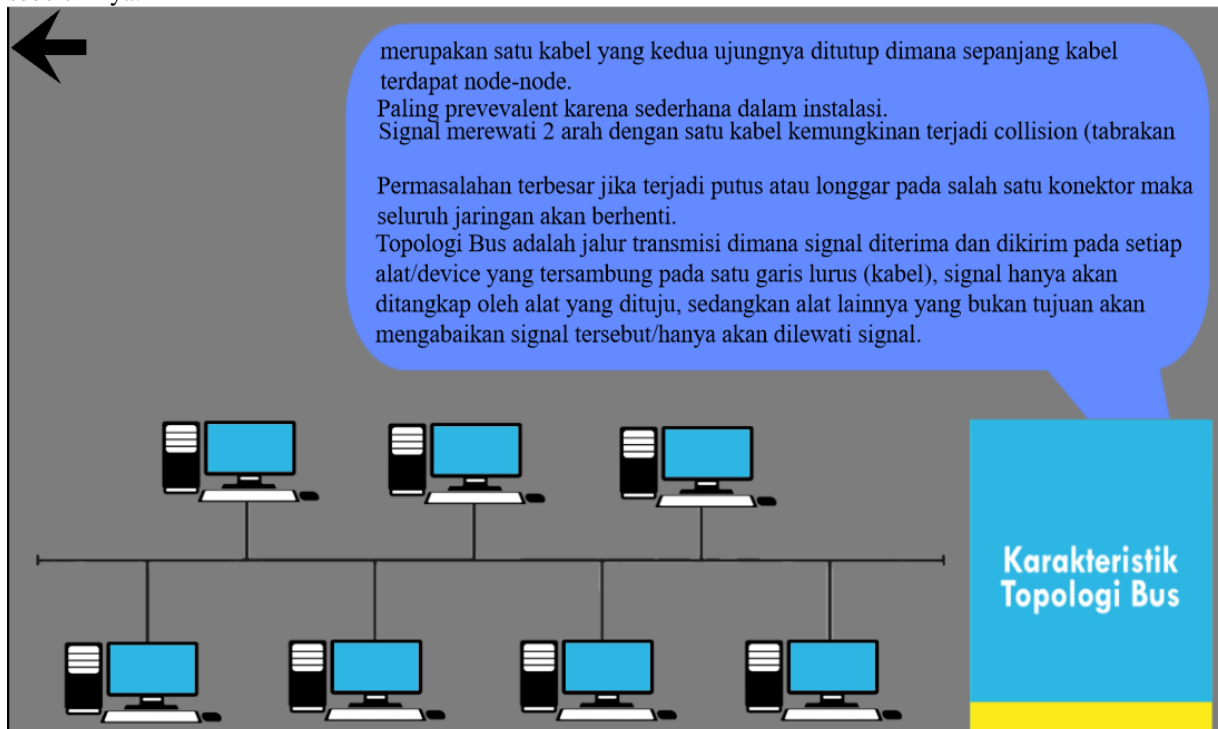 merupakan satu kabel yang kedua ujungnya ditutup dimana sepanjang kabel
terdapat node-node.
Paling prevevalent karena sederhana dalam instalasi.
Signal merewati 2 arah dengan satu kabel kemungkinan terjadi collision (tabrakan
Permasalahan terbesar jika terjadi putus atau longgar pada salah satu konektor maka
seluruh jaringan akan berhenti.
Topologi Bus adalah jalur transmisi dimana signal diterima dan dikirim pada setiap
alat/device yang tersambung pada satu garis lurus (kabel), signal hanya akan
ditangkap oleh alat yang dituju, sedangkan alat lainnya yang bukan tujuan akan
mengabaikan signal tersebut/hanya akan dilewati signal.
Karakteristik
Topologi Bus